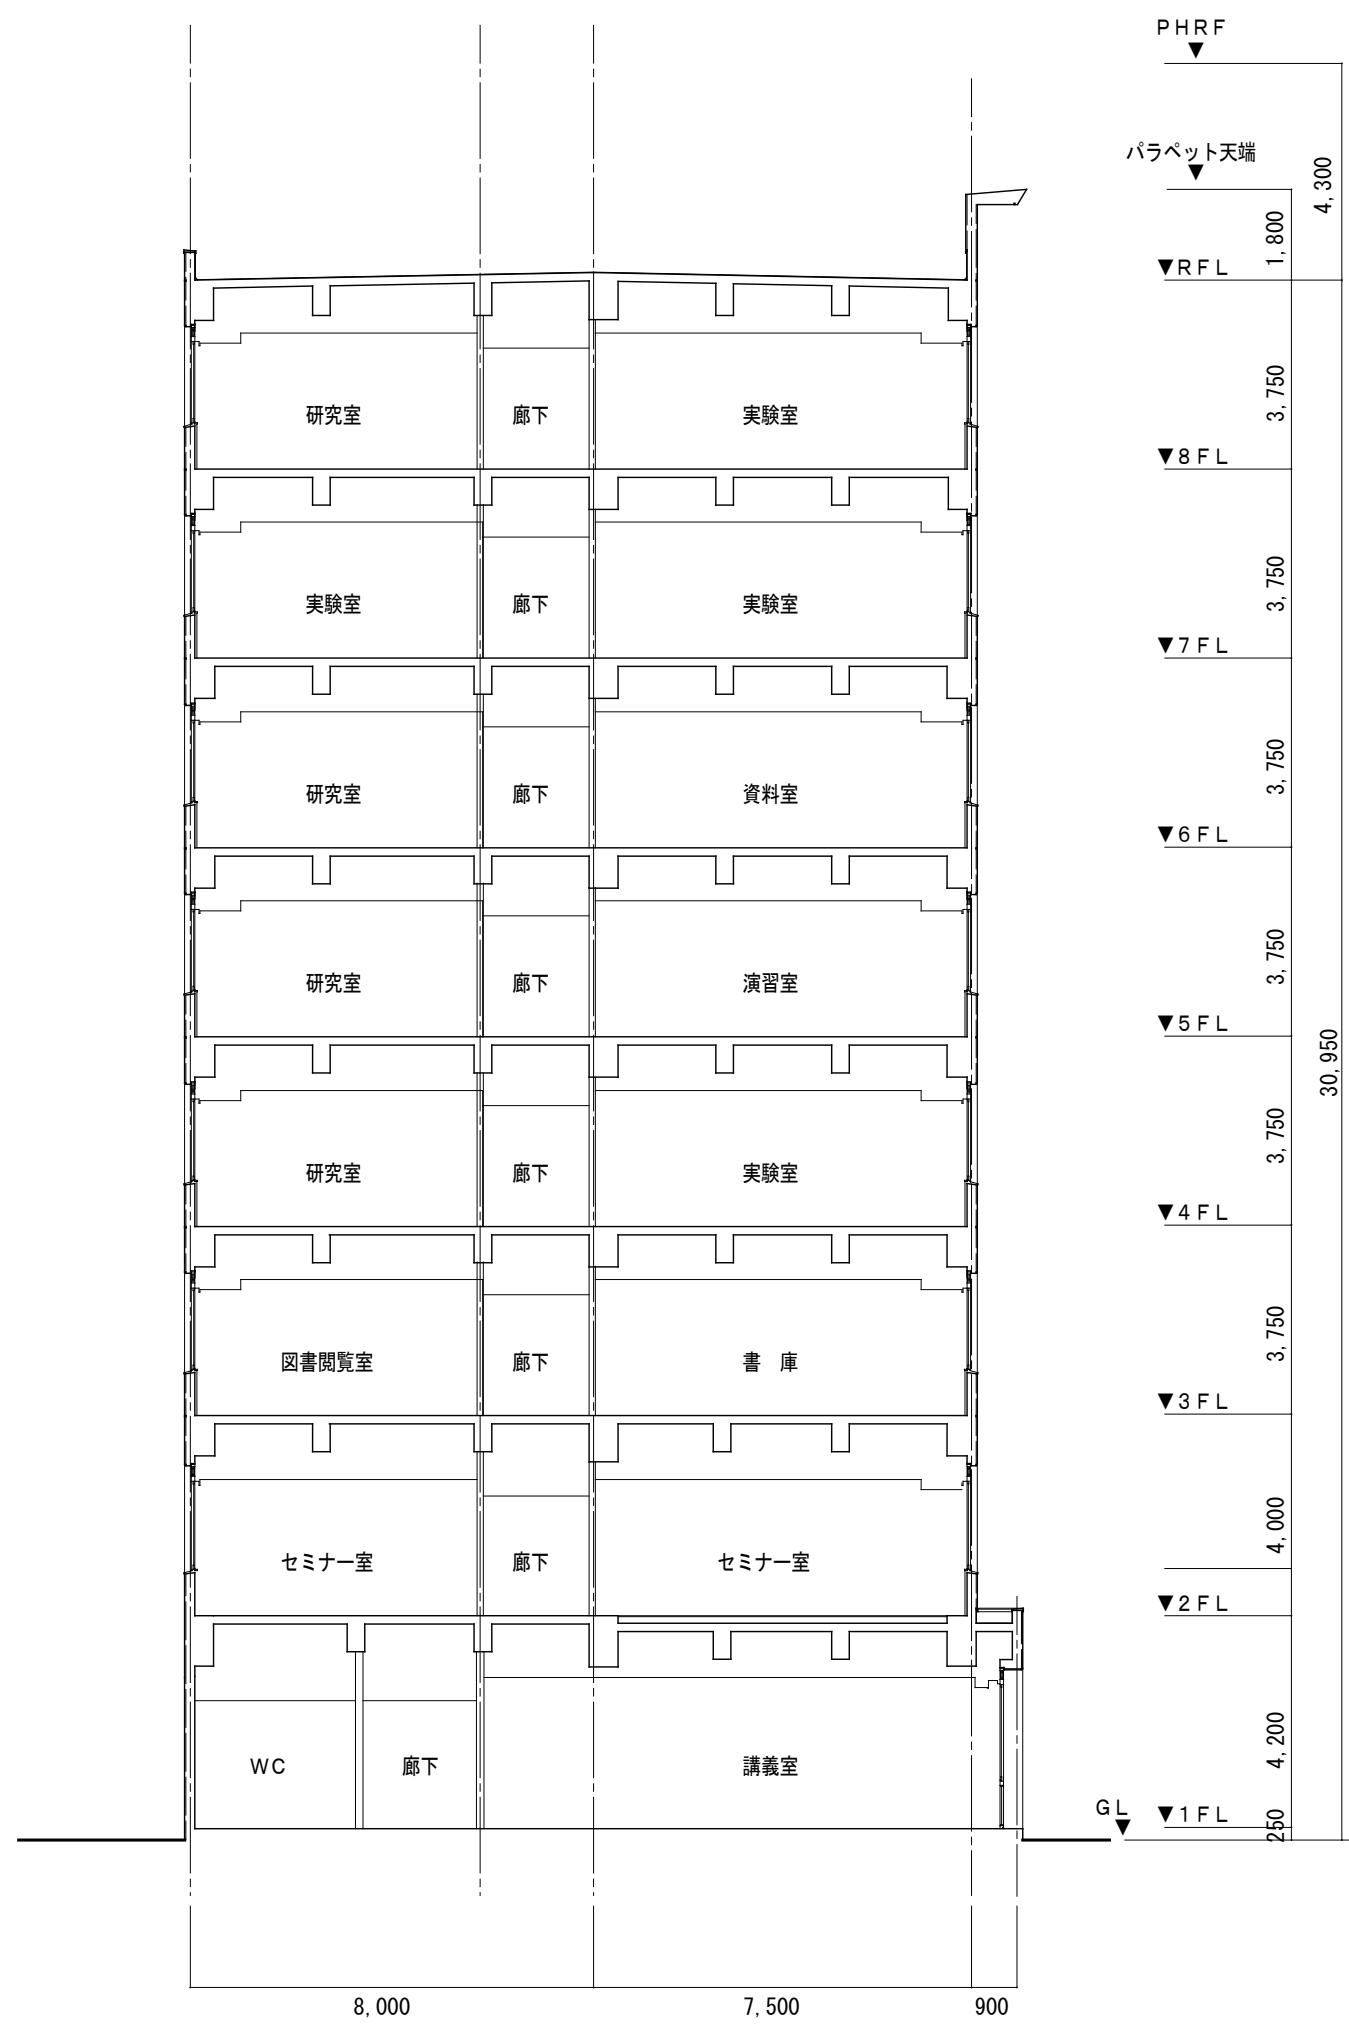 ＰＨＲＦ
▼
パラペット天端
▼
4,300
1,800
▼ＲＦＬ
研究室 廊下 実験室
3,750
▼８ＦＬ
実験室 廊下 実験室
3,750
▼７ＦＬ
研究室 廊下 資料室
3,750
▼６ＦＬ
研究室 廊下 演習室
3,750
▼５ＦＬ
30,950
研究室 廊下 実験室
3,750
▼４ＦＬ
図書閲覧室 廊下 書　庫
3,750
▼３ＦＬ
セミナー室 廊下 セミナー室
4,000
▼２ＦＬ
ＷＣ 廊下 講義室
4,200
ＧＬ
▼
▼１ＦＬ
250
8,000 7,500 900